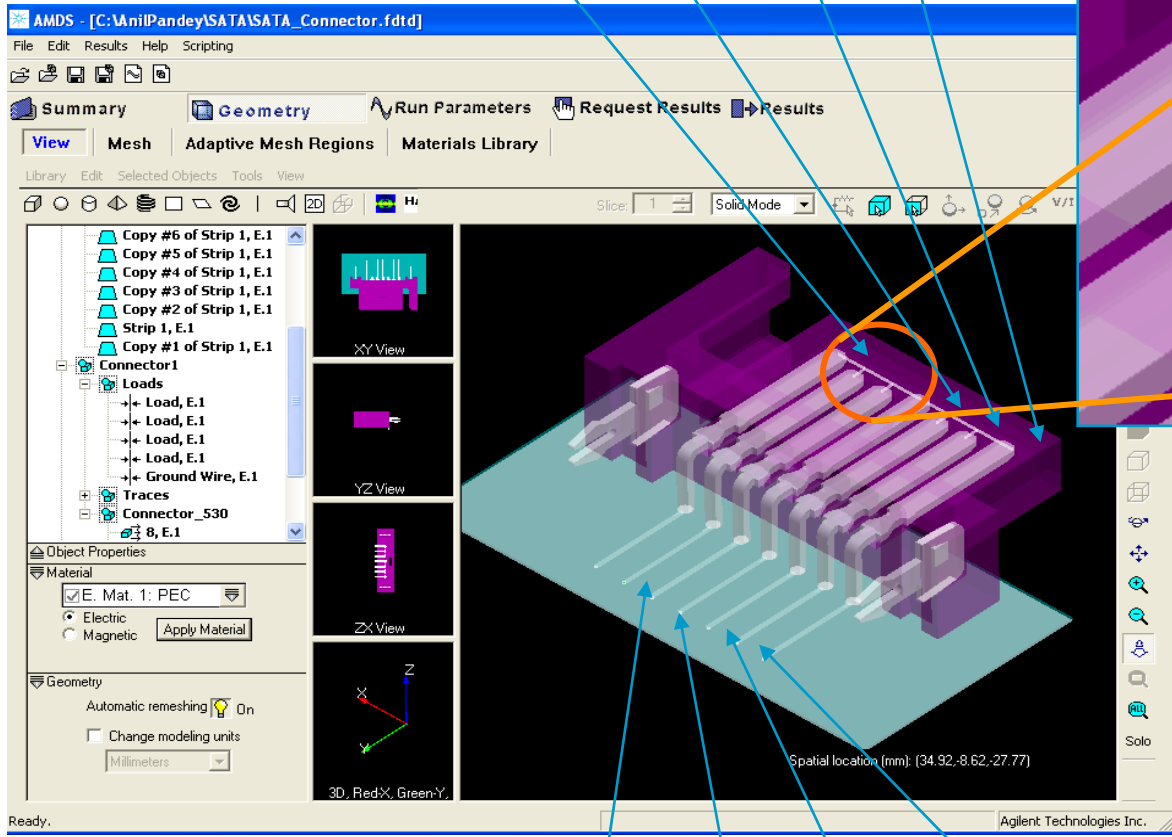 AMDS - [C:\AnilPandey\SATA\SATA_Connector.fdtd]
File Edit Results Help Scripting
Summary Geometry Run Parameters Request Results Results
View Mesh Adaptive Mesh Regions Materials Library
Library Edit Selected Objects Tools View
2D Slice: 1 Solid Mode V/I
Copy #6 of Strip 1, E.1
Copy #5 of Strip 1, E.1
Copy #4 of Strip 1, E.1
Copy #3 of Strip 1, E.1
Copy #2 of Strip 1, E.1
Strip 1, E.1
Copy #1 of Strip 1, E.1
Connector1
Loads
Load, E.1
Load, E.1
Load, E.1
Load, E.1
Ground Wire, E.1
Traces
Connector_530
8, E.1
Object Properties
Material
E. Mat. 1: PEC
Electric
Magnetic
Apply Material
Geometry
Automatic remeshing On
Change modeling units
Millimeters
XY View
YZ View
ZX View
Z
X
Y
3D, Red-X, Green-Y,
Spatial location (mm): (34.92,-8.62,-27.77)
ALL
Solo
Ready.
Agilent Technologies Inc.